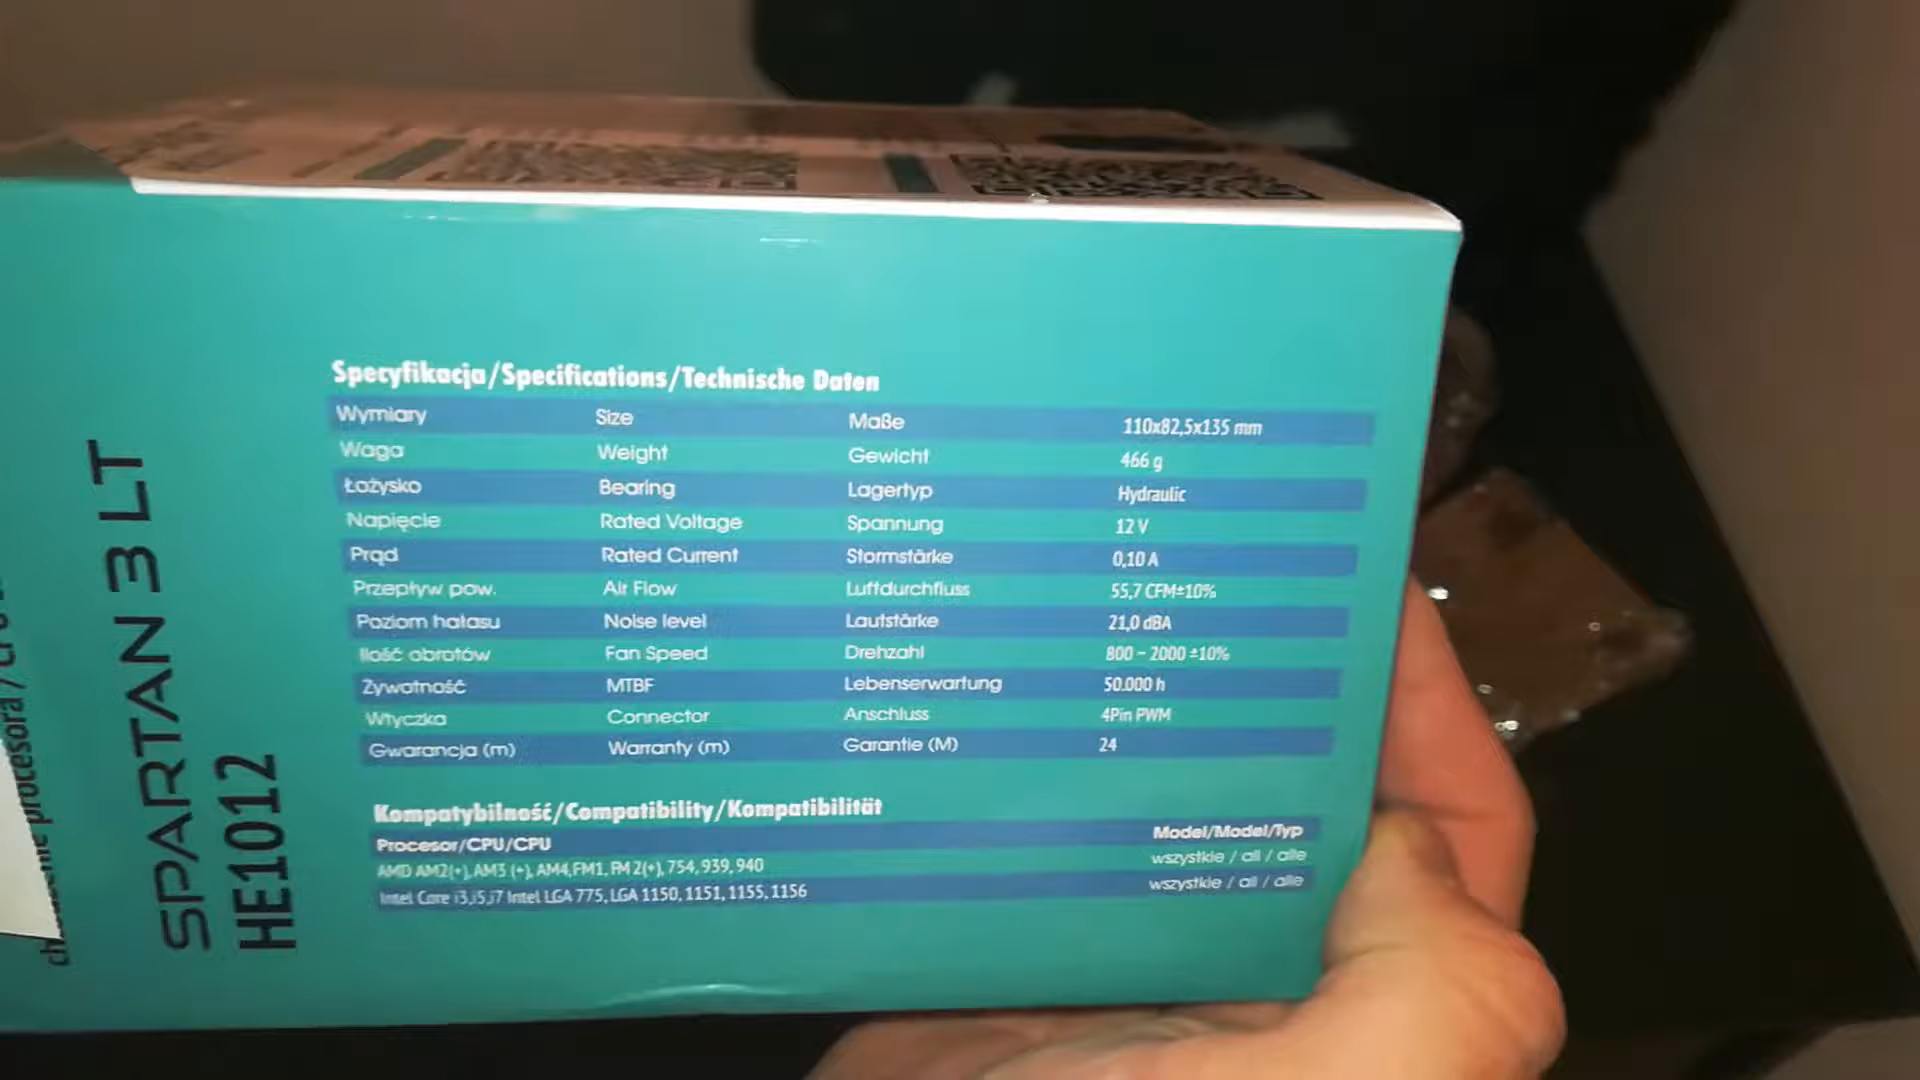 Specyfikacja/Specifications/Technische Daten
Wymiary Size Maße 110x82,5x135 mm
Waga Weight Gewicht 466 g
Łożysko Bearing Lagertyp Hydraulic
Napięcie Rated Voltage Spannung 12 V
Prąd Rated Current Stormstärke 0,10 A
Przepływ pow. Air Flow Luftdurchfluss 55,7 CFM±10%
Poziom hałasu Noise level Lautstärke 21,0 dBA
Ilość obrotów Fan Speed Drehzahl 800 – 2000 ±10%
Żywotność MTBF Lebenserwartung 50.000 h
Wtyczka Connector Anschluss 4Pin PWM
Gwarancja (m) Warranty (m) Garantie (M) 24
Kompatybilność/Compatibility/Kompatibilität
Procesor/CPU/CPU Model/Model/Typ
AMD AM2(+), AM3 (+), AM4, FM1, FM 2(+), 754, 939, 940 wszystkie / all / alle
Intel Core i3,i5,i7 Intel LGA 775, LGA 1150, 1151, 1155, 1156 wszystkie / all / alle
procesora /
SPARTAN 3 LT
HE1012